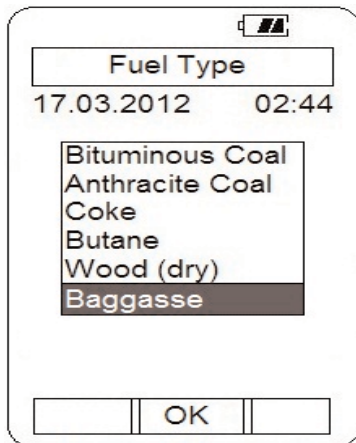 Fuel Type
17.03.2012 02:44
Bituminous Coal
Anthracite Coal
Coke
Butane
Wood (dry)
Baggasse
OK